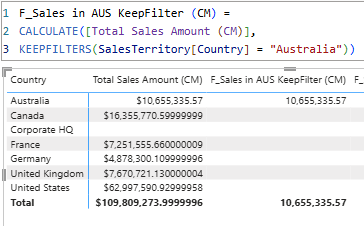 1 F_Sales in AUS KeepFilter (CM) =
2 CALCULATE([Total Sales Amount (CM)],
3 KEEPFILTERS(SalesTerritory[Country] = "Australia"))
Country Total Sales Amount (CM) F_Sales in AUS KeepFilter (CM) F_
Australia $10,655,335.57 10,655,335.57
Canada $16,355,770.59999999
Corporate HQ
France $7,251,555.660000009
Germany $4,878,300.109999996
United Kingdom $7,670,721.130000004
United States $62,997,590.92999958
Total $109,809,273.9999996 10,655,335.57